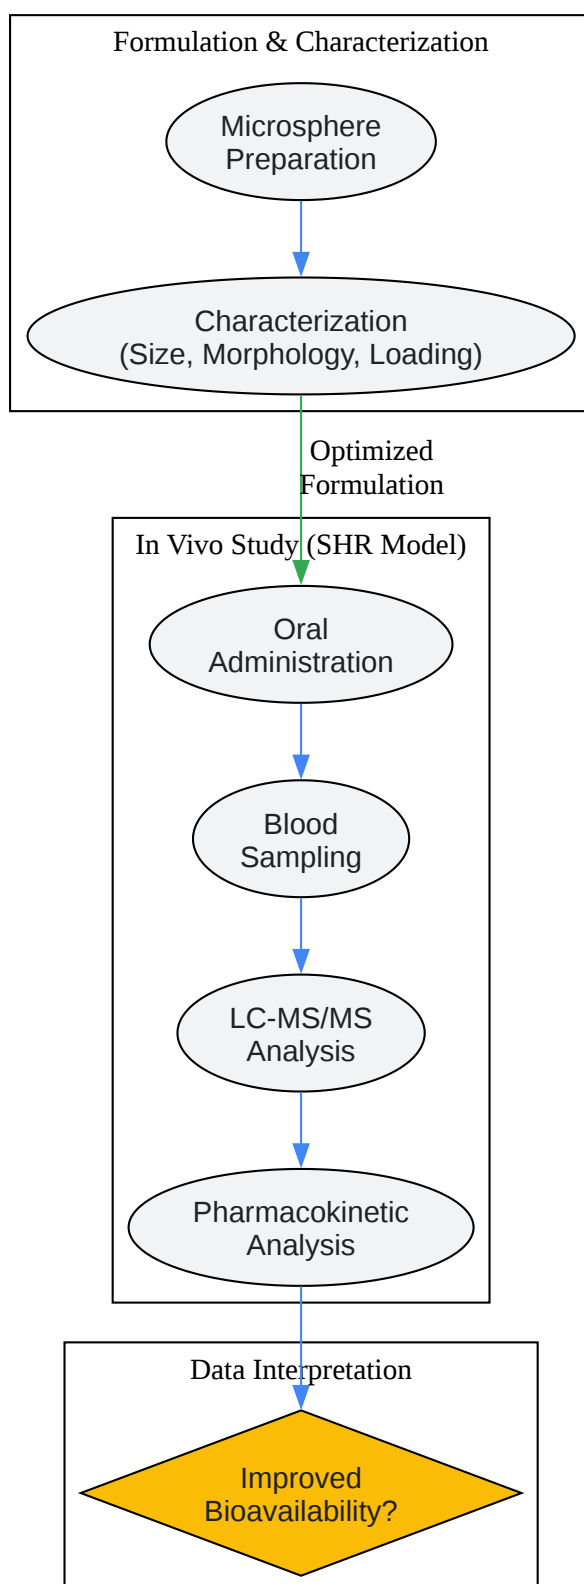 Formulation & Characterization
Microsphere
Preparation
Characterization
(Size, Morphology, Loading)
Optimized
Formulation
In Vivo Study (SHR Model)
Oral
Administration
Blood
Sampling
LC-MS/MS
Analysis
Pharmacokinetic
Analysis
Data Interpretation
Improved
Bioavailability?